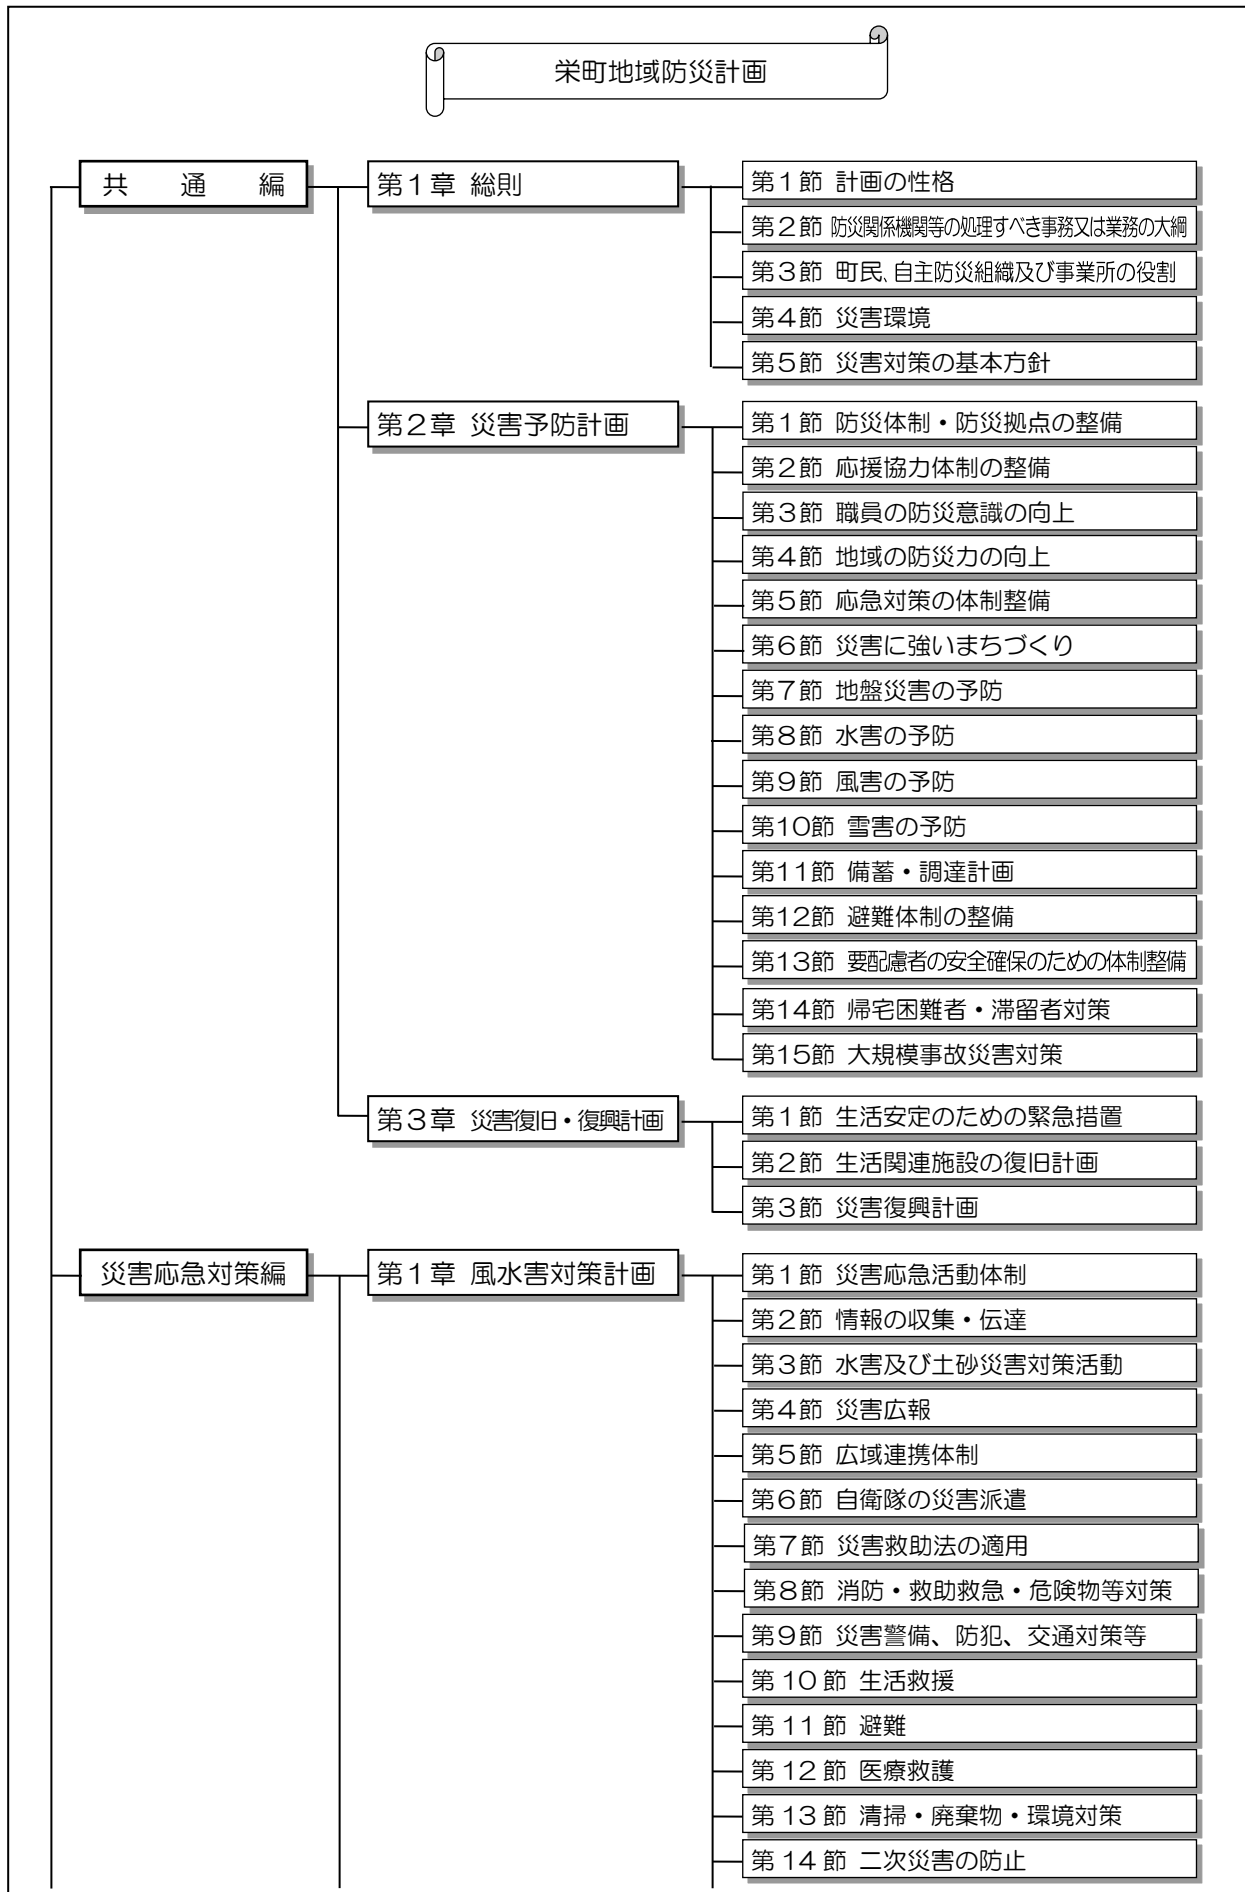 栄町地域防災計画
共通編
第1章 総則
第1節 計画の性格
第2節 防災関係機関等の処理すべき事務又は業務の大綱
第3節 町民、自主防災組織及び事業所の役割
第4節 災害環境
第5節 災害対策の基本方針
第2章 災害予防計画
第1節 防災体制・防災拠点の整備
第2節 応援協力体制の整備
第3節 職員の防災意識の向上
第4節 地域の防災力の向上
第5節 応急対策の体制整備
第6節 災害に強いまちづくり
第7節 地盤災害の予防
第8節 水害の予防
第9節 風害の予防
第10節 雪害の予防
第11節 備蓄・調達計画
第12節 避難体制の整備
第13節 要配慮者の安全確保のための体制整備
第14節 帰宅困難者・滞留者対策
第15節 大規模事故災害対策
第3章 災害復旧・復興計画
第1節 生活安定のための緊急措置
第2節 生活関連施設の復旧計画
第3節 災害復興計画
災害応急対策編
第1章 風水害対策計画
第1節 災害応急活動体制
第2節 情報の収集・伝達
第3節 水害及び土砂災害対策活動
第4節 災害広報
第5節 広域連携体制
第6節 自衛隊の災害派遣
第7節 災害救助法の適用
第8節 消防・救助救急・危険物等対策
第9節 災害警備、防犯、交通対策等
第10節 生活救援
第11節 避難
第12節 医療救護
第13節 清掃・廃棄物・環境対策
第14節 二次災害の防止